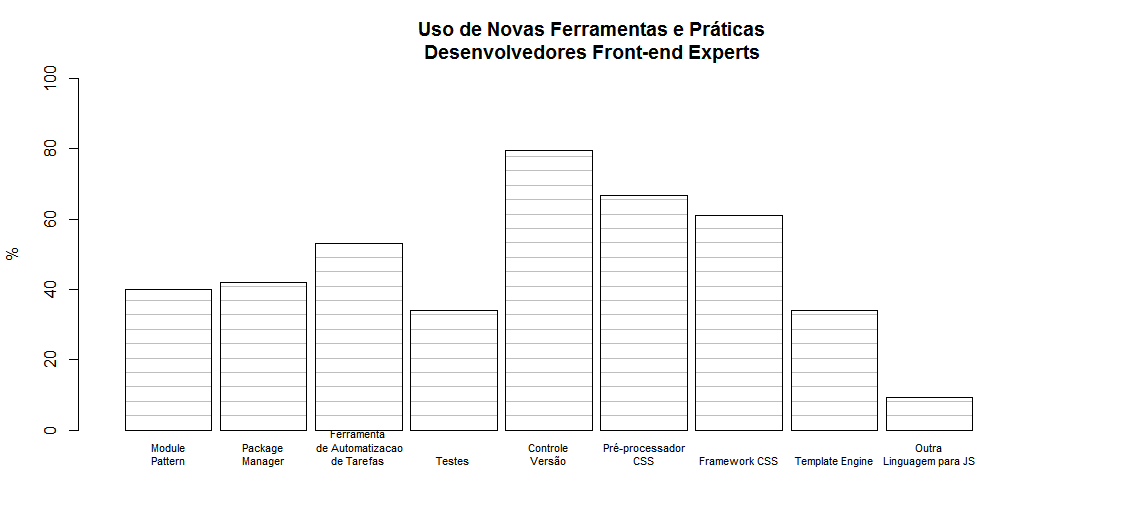 Uso de Novas Ferramentas e Práticas
Desenvolvedores Front-end Experts
%
100
80
60
40
20
0
Module
Pattern
Package
Manager
Ferramenta
de Automatizacao
de Tarefas
Testes
Controle
Versão
Pré-processador
CSS
Framework CSS
Template Engine
Outra
Linguagem para JS